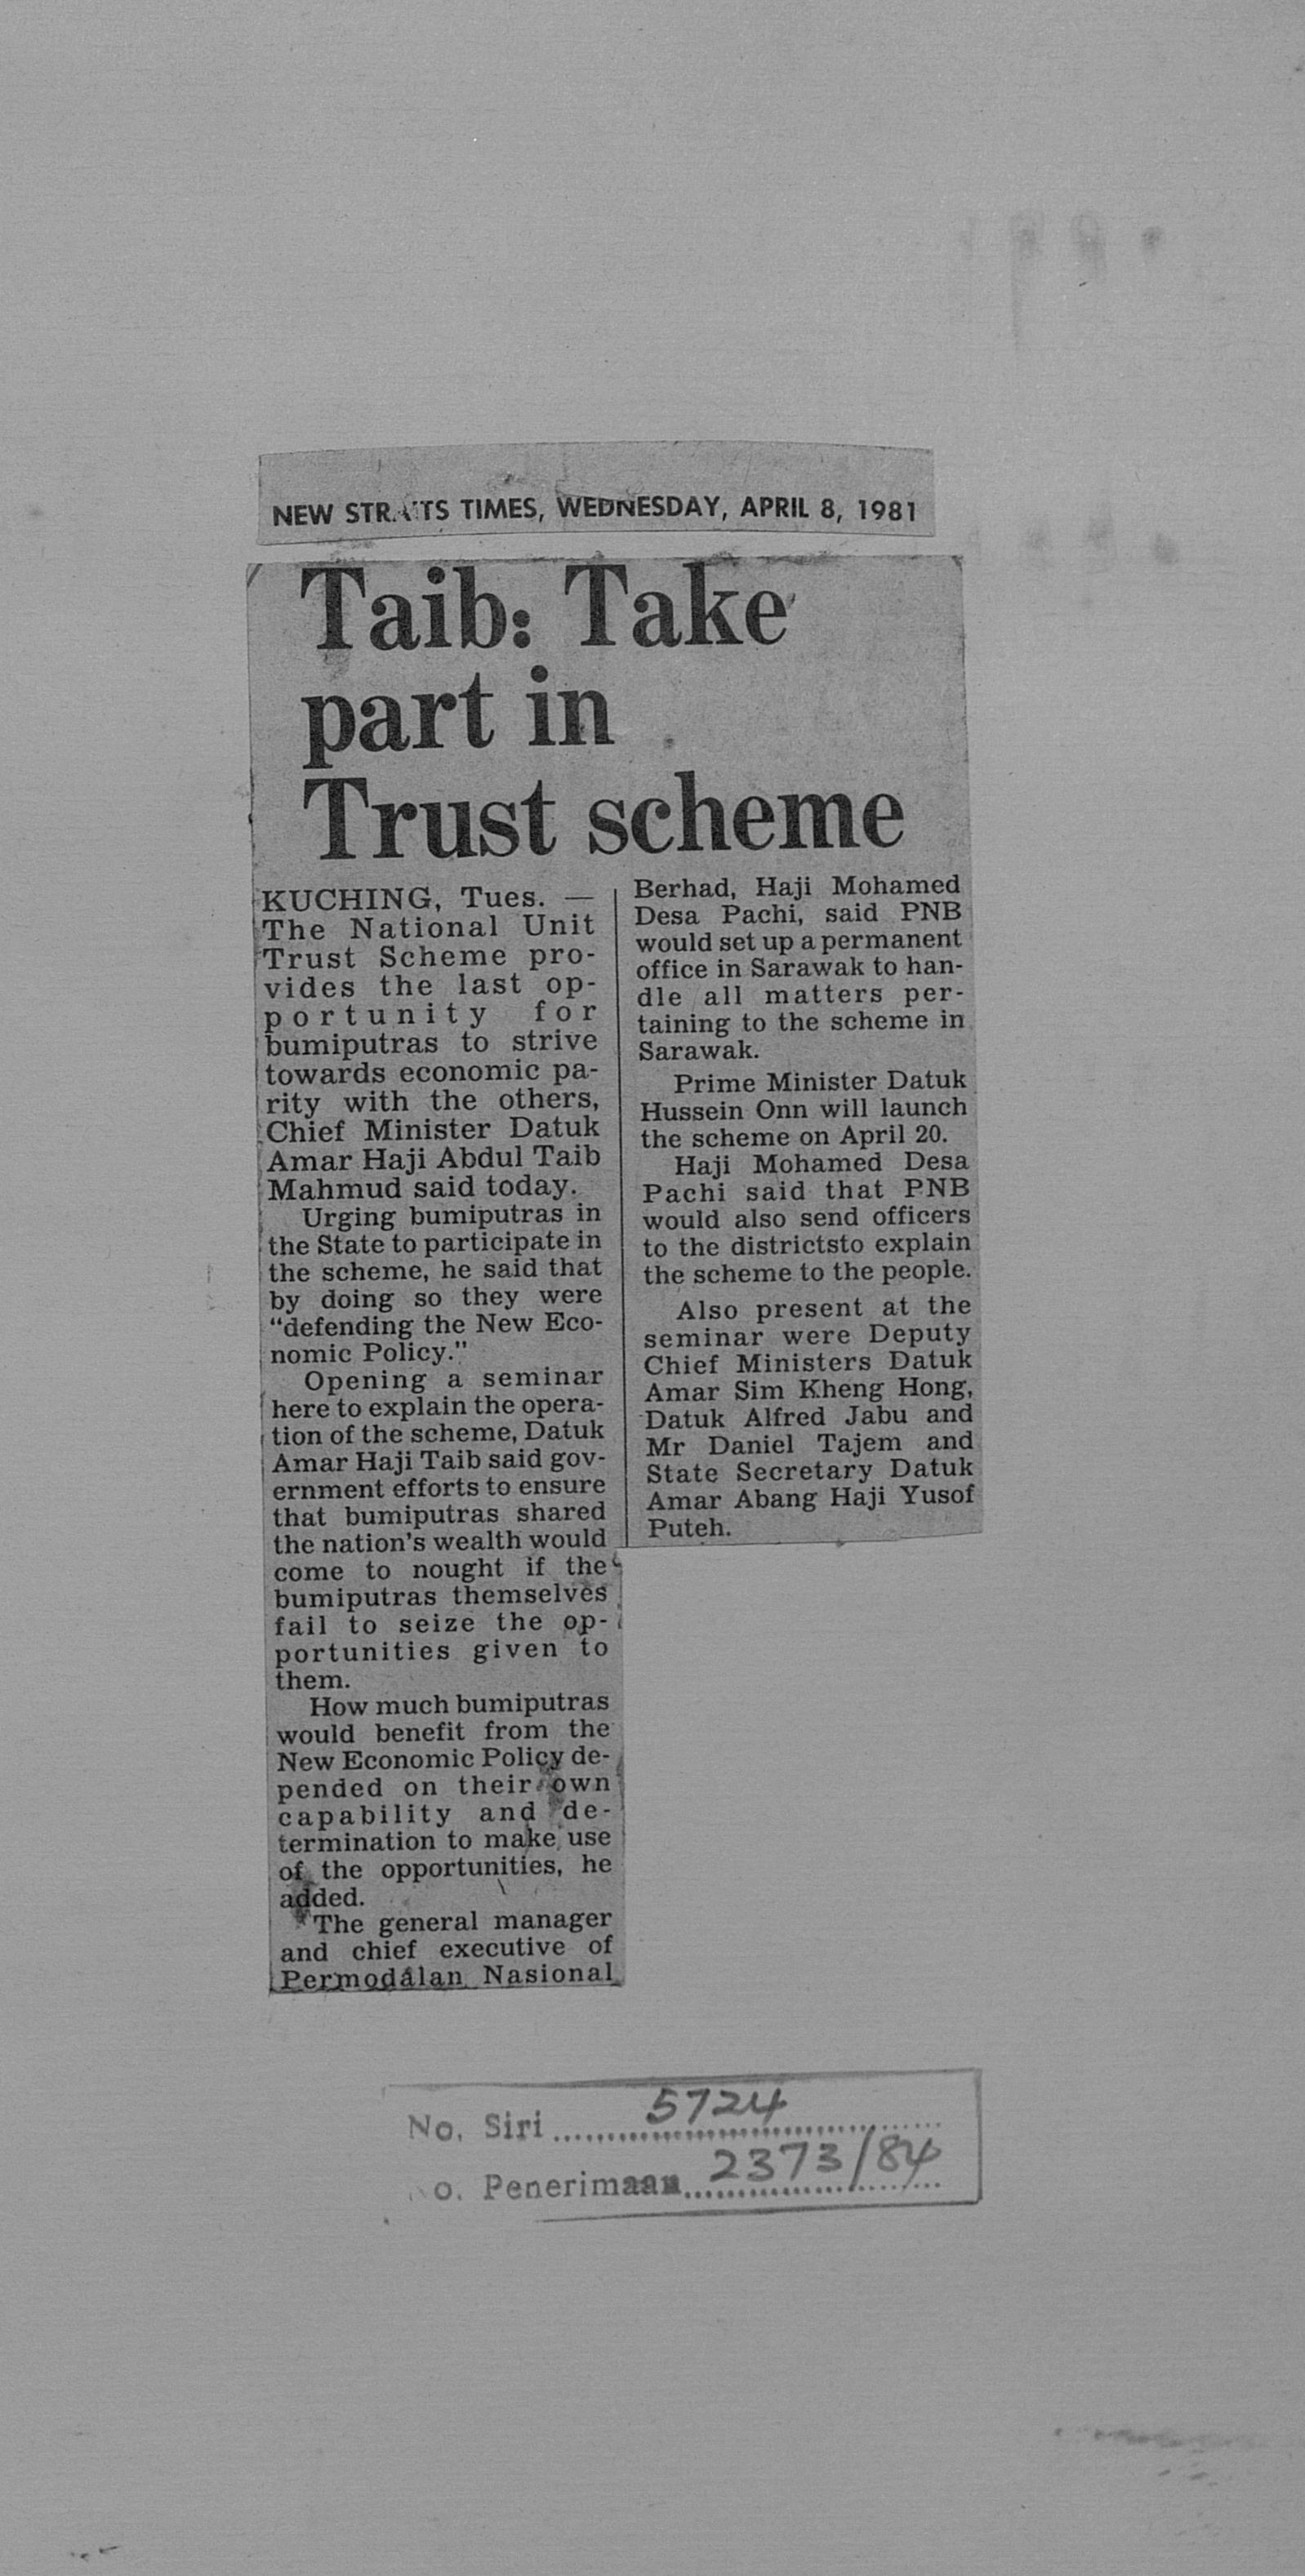 NEW STRAITS TIMES, WEDNESDAY, APRIL 8, 1981
Taib: Take
part in
Trust scheme
KUCHING, Tues. —
The National Unit
Trust Scheme pro-
vides the last op-
portunity for
bumiputras to strive
towards economic pa-
rity with the others,
Chief Minister Datuk
Amar Haji Abdul Taib
Mahmud said today.
Urging bumiputras in
the State to participate in
the scheme, he said that
by doing so they were
"defending the New Eco-
nomic Policy."
Opening a seminar
here to explain the opera-
tion of the scheme, Datuk
Amar Haji Taib said gov-
ernment efforts to ensure
that bumiputras shared
the nation's wealth would
come to nought if the
bumiputras themselves
fail to seize the op-
portunities given to
them.
How much bumiputras
would benefit from the
New Economic Policy de-
pended on their own
capability and de-
termination to make use
of the opportunities, he
added.
The general manager
and chief executive of
Permodalan Nasional
Berhad, Haji Mohamed
Desa Pachi, said PNB
would set up a permanent
office in Sarawak to han-
dle all matters per-
taining to the scheme in
Sarawak.
Prime Minister Datuk
Hussein Onn will launch
the scheme on April 20.
Haji Mohamed Desa
Pachi said that PNB
would also send officers
to the districtsto explain
the scheme to the people.
Also present at the
seminar were Deputy
Chief Ministers Datuk
Amar Sim Kheng Hong,
Datuk Alfred Jabu and
Mr Daniel Tajem and
State Secretary Datuk
Amar Abang Haji Yusof
Puteh.
No. Siri 5724
No. Penerimaan 2373/84